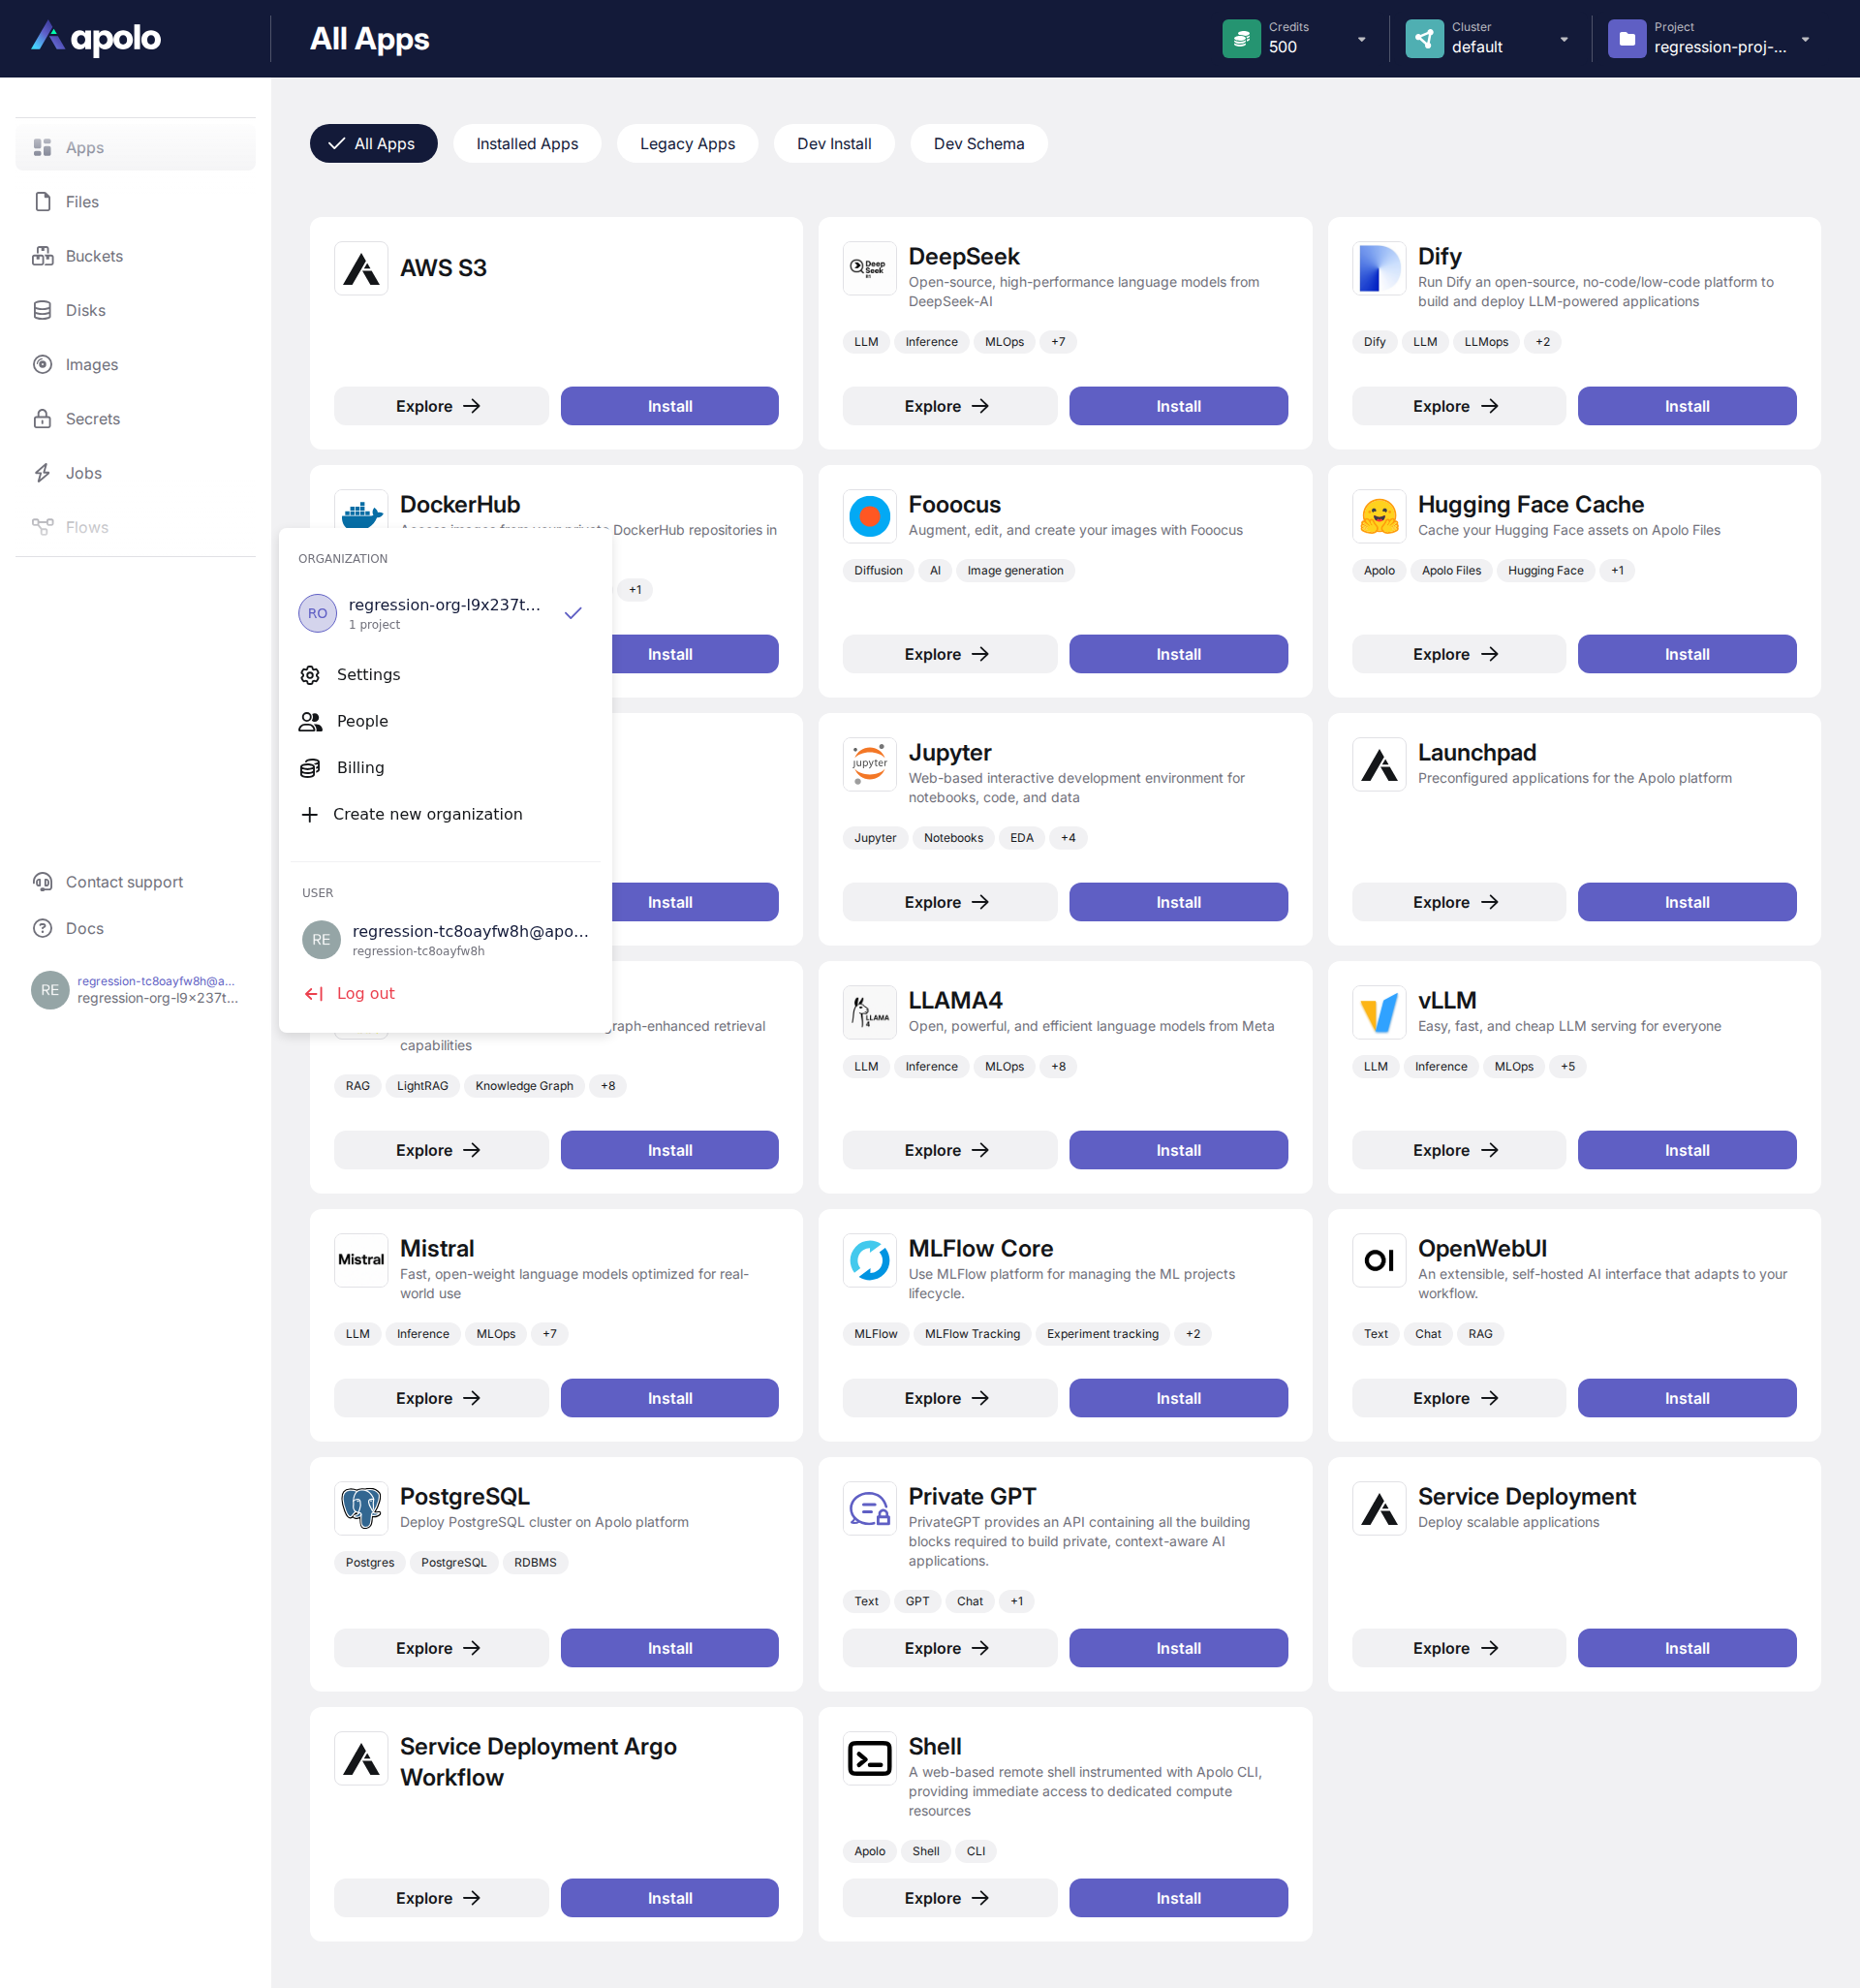 apolo
All Apps
Credits
500
Cluster
default
Project
regression-proj-...
Apps
Files
Buckets
Disks
Images
Secrets
Jobs
Flows
Contact support
Docs
RE
regression-tc8oayfw8h@a...
regression-org-l9x237t...
All Apps
Installed Apps
Legacy Apps
Dev Install
Dev Schema
AWS S3
Explore
Install
DeepSeek
Open-source, high-performance language models from
DeepSeek-AI
LLM Inference MLOps +7
Explore
Install
Dify
Run Dify an open-source, no-code/low-code platform to
build and deploy LLM-powered applications
Dify LLM LLMops +2
Explore
Install
DockerHub
DockerHub repositories in
+1
Install
Fooocus
Augment, edit, and create your images with Fooocus
Diffusion AI Image generation
Explore
Install
Hugging Face Cache
Cache your Hugging Face assets on Apolo Files
Apolo Apolo Files Hugging Face +1
Explore
Install
ORGANIZATION
RO
regression-org-l9x237t...
1 project
Settings
People
Billing
Create new organization
USER
RE
regression-tc8oayfw8h@apo...
regression-tc8oayfw8h
Log out
Install
Jupyter
Web-based interactive development environment for
notebooks, code, and data
Jupyter Notebooks EDA +4
Explore
Install
Launchpad
Preconfigured applications for the Apolo platform
Explore
Install
raph-enhanced retrieval
capabilities
RAG LightRAG Knowledge Graph +8
Explore
Install
LLAMA4
Open, powerful, and efficient language models from Meta
LLM Inference MLOps +8
Explore
Install
vLLM
Easy, fast, and cheap LLM serving for everyone
LLM Inference MLOps +5
Explore
Install
Mistral
Mistral
Fast, open-weight language models optimized for real-
world use
LLM Inference MLOps +7
Explore
Install
MLFlow Core
Use MLFlow platform for managing the ML projects
lifecycle.
MLFlow MLFlow Tracking Experiment tracking +2
Explore
Install
OI
OpenWebUI
An extensible, self-hosted AI interface that adapts to your
workflow.
Text Chat RAG
Explore
Install
PostgreSQL
Deploy PostgreSQL cluster on Apolo platform
Postgres PostgreSQL RDBMS
Explore
Install
Private GPT
PrivateGPT provides an API containing all the building
blocks required to build private, context-aware AI
applications.
Text GPT Chat +1
Explore
Install
Service Deployment
Deploy scalable applications
Explore
Install
Service Deployment Argo
Workflow
Explore
Install
Shell
A web-based remote shell instrumented with Apolo CLI,
providing immediate access to dedicated compute
resources
Apolo Shell CLI
Explore
Install